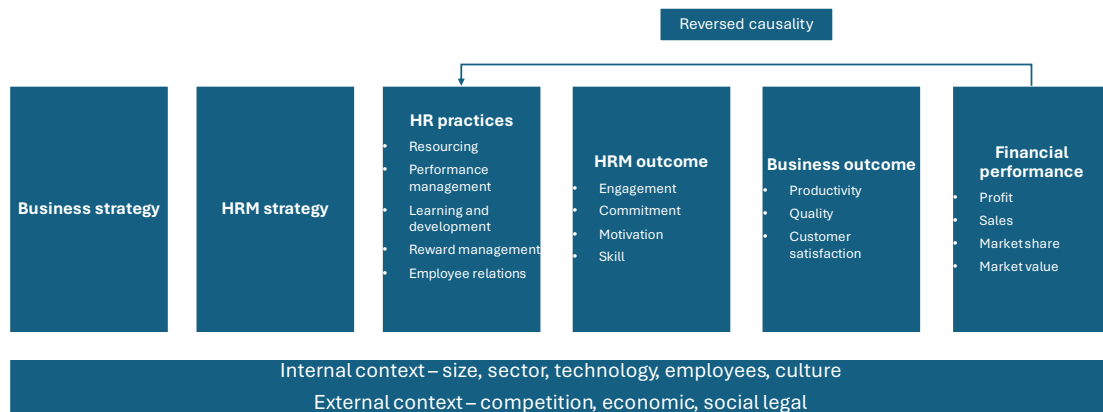 Reversed causality
Business strategy
HRM strategy
HR practices
• Resourcing
• Performance
management
• Learning and
development
• Reward management
• Employee relations
HRM outcome
• Engagement
• Commitment
• Motivation
• Skill
Business outcome
• Productivity
• Quality
• Customer
satisfaction
Financial
performance
• Profit
• Sales
• Market share
• Market value
Internal context – size, sector, technology, employees, culture
External context – competition, economic, social legal